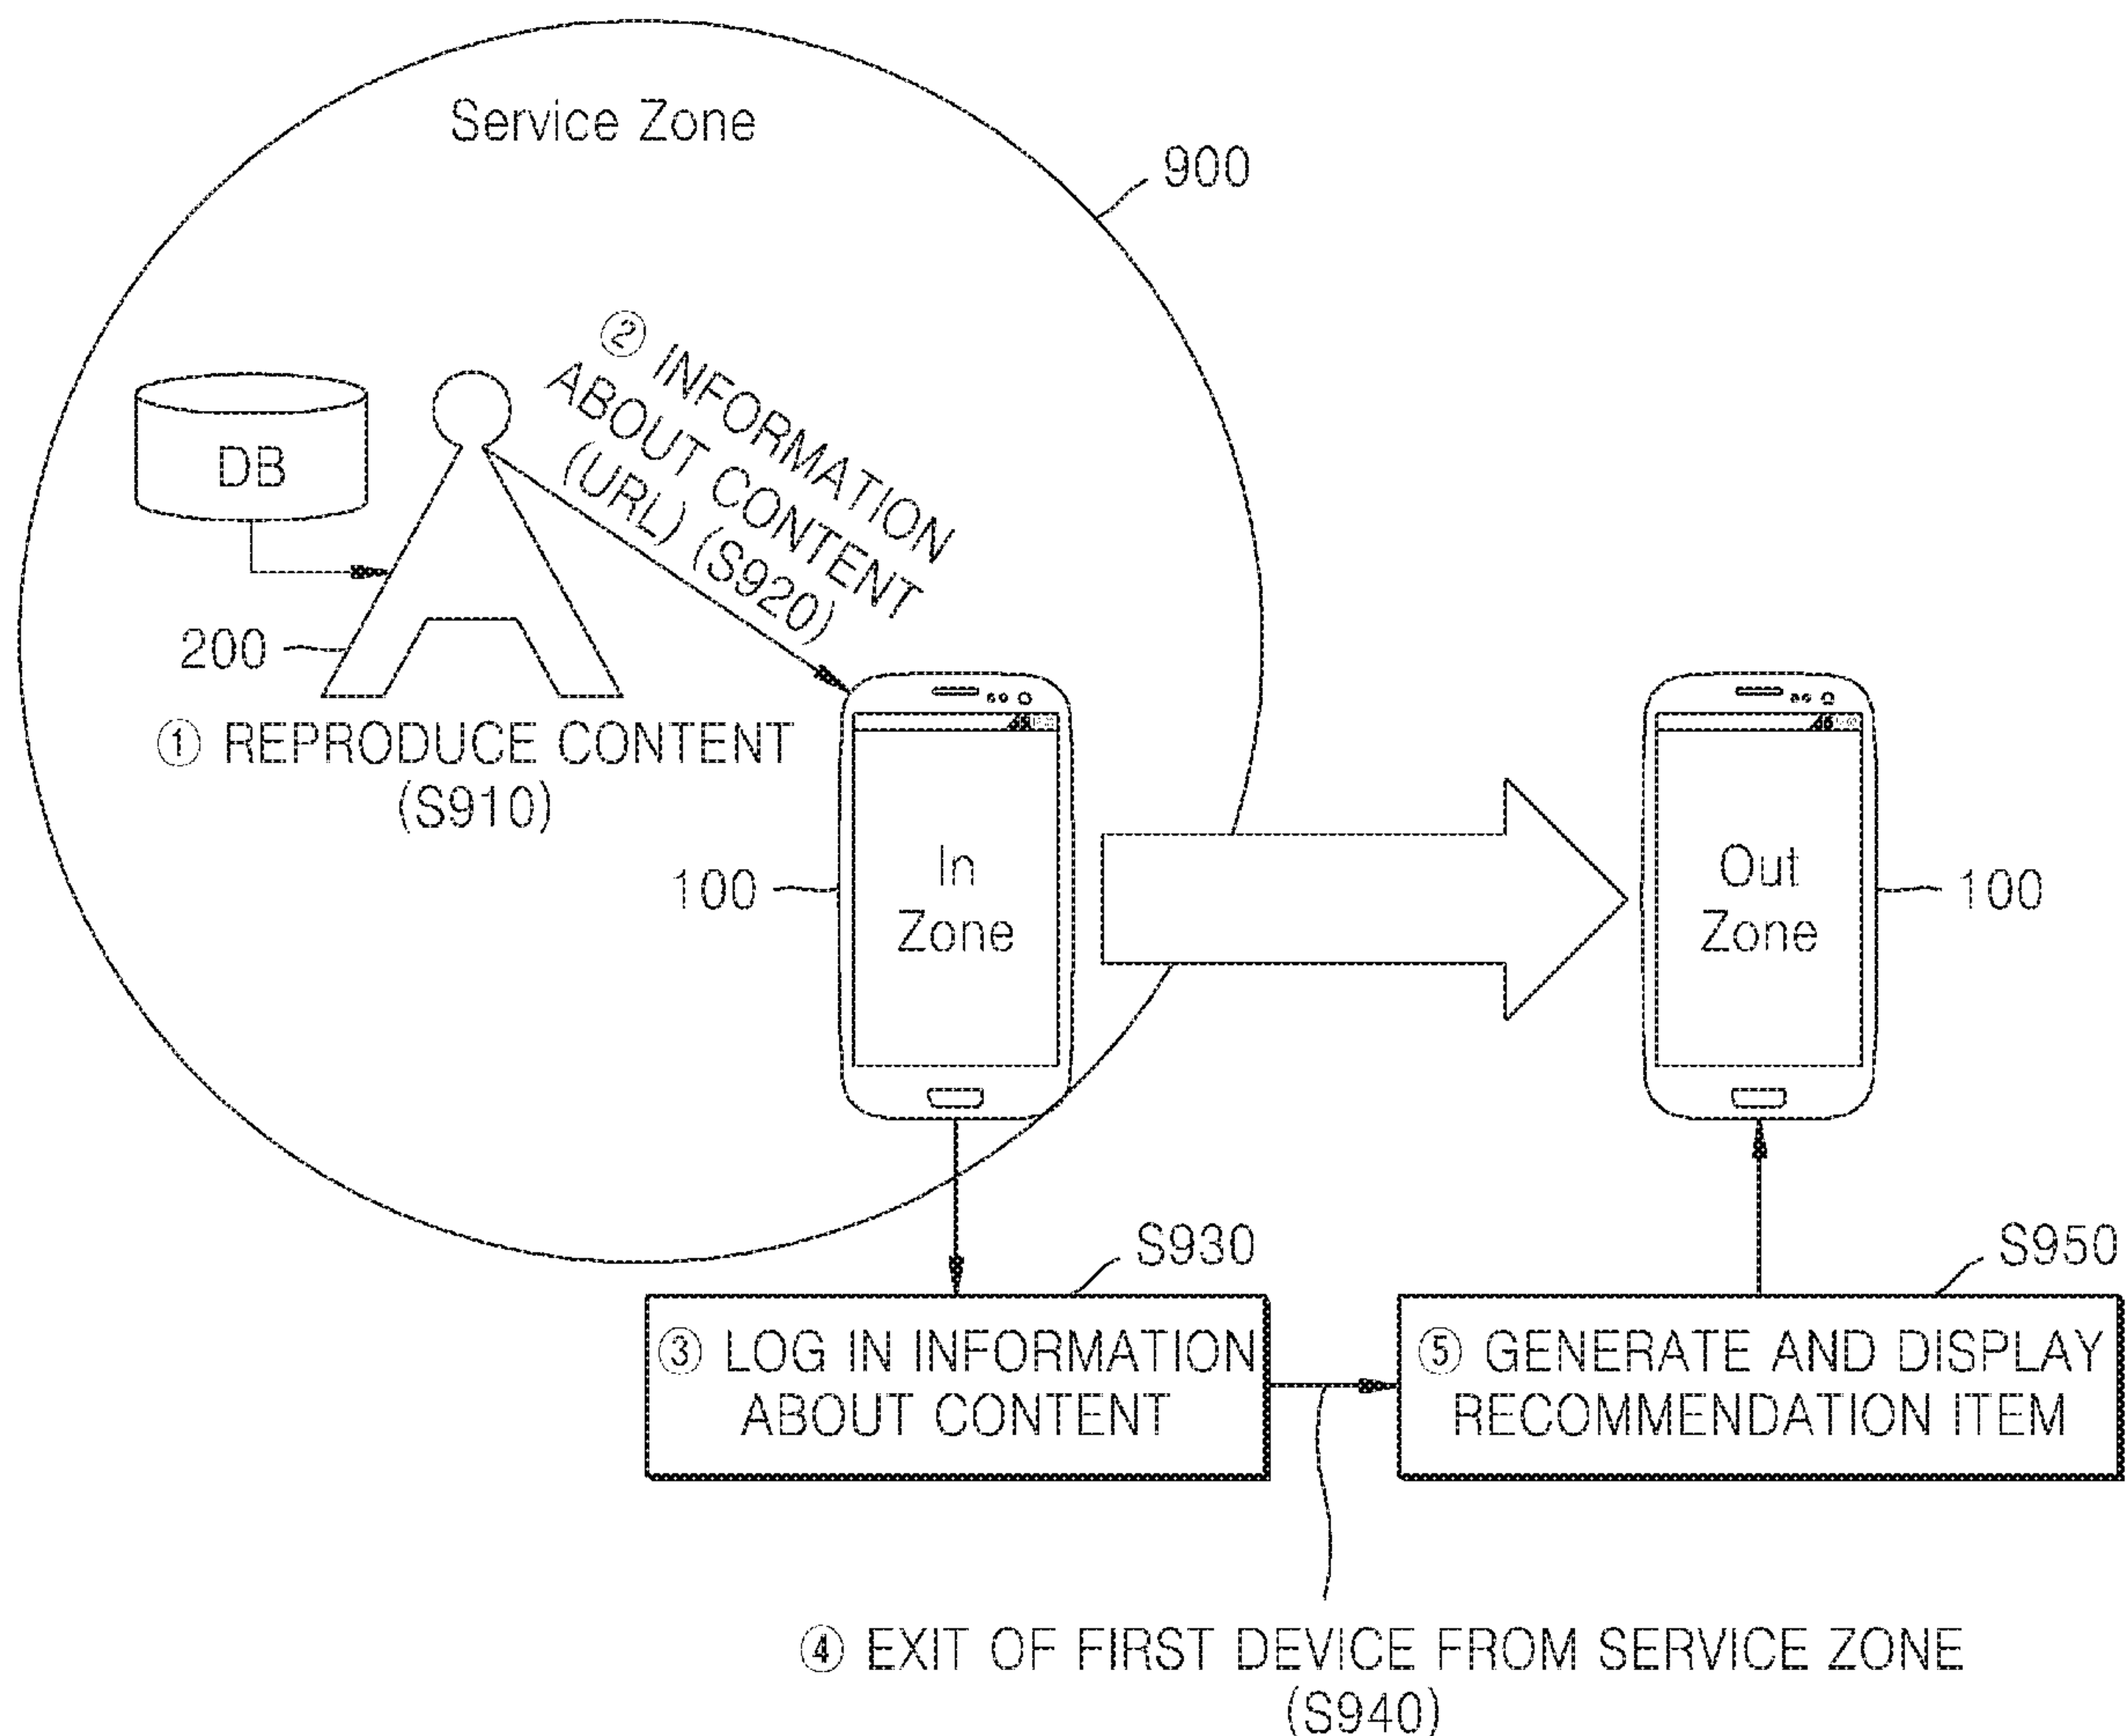 Service Zone
900
② INFORMATION
ABOUT CONTENT
(URL) (S920)
DB
200
① REPRODUCE CONTENT
(S910)
100
In
Zone
Out
Zone
100
S930
③ LOG IN INFORMATION
ABOUT CONTENT
S950
⑤ GENERATE AND DISPLAY
RECOMMENDATION ITEM
④ EXIT OF FIRST DEVICE FROM SERVICE ZONE
(S940)